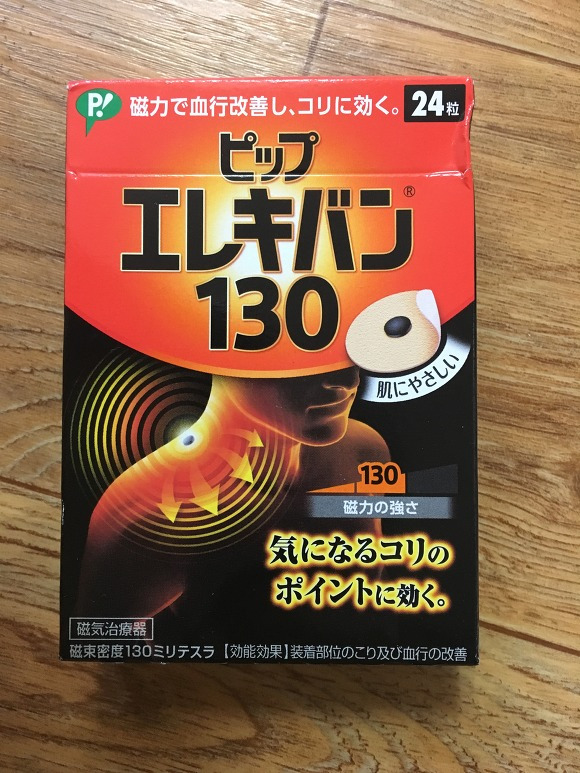 P!
磁力で血行改善し、コリに効く。 24粒
ピップ
エレキバン®
130
肌にやさしい
130
磁力の強さ
気になるコリの
ポイントに効く。
磁気治療器
磁束密度130ミリテスラ【効能効果】装着部位のこり及び血行の改善